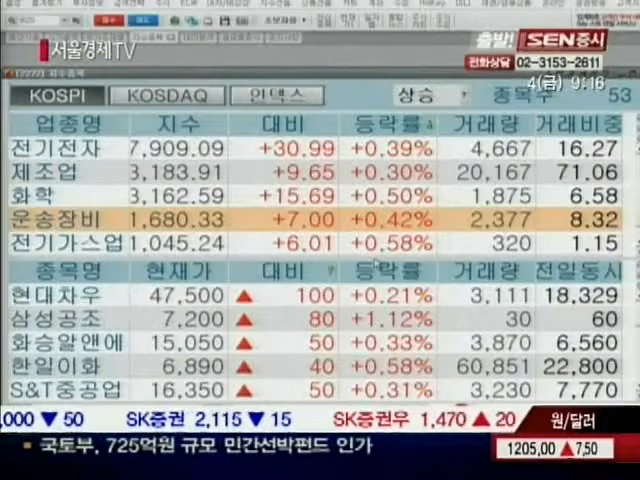 서울경제TV
출발! SEN증시
전화상담 02-3153-2611
4(금) 9:16
KOSPI KOSDAQ 인덱스 상승 종목수 53
업종명 지수 대비 등락률 거래량 거래비중
전기전자 7,909.09 +30.99 +0.39% 4,667 16.27
제조업 3,183.91 +9.65 +0.30% 20,167 71.06
화학 3,162.59 +15.69 +0.50% 1,875 6.58
운송장비 1,680.33 +7.00 +0.42% 2,377 8.32
전기가스업 1,045.24 +6.01 +0.58% 320 1.15
종목명 현재가 대비 등락률 거래량 전일동시
현대차우 47,500 ▲ 100 +0.21% 3,111 18,329
삼성공조 7,200 ▲ 80 +1.12% 30 60
화승알앤에 15,050 ▲ 50 +0.33% 3,870 6,560
한일이화 6,890 ▲ 40 +0.58% 60,851 22,800
S&T중공업 16,350 ▲ 50 +0.31% 3,230 7,770
,000 ▼ 50 SK증권 2,115 ▼ 15 SK증권우 1,470 ▲ 20 원/달러
국토부, 725억원 규모 민간선박펀드 인가 1205,00 ▲ 7,50